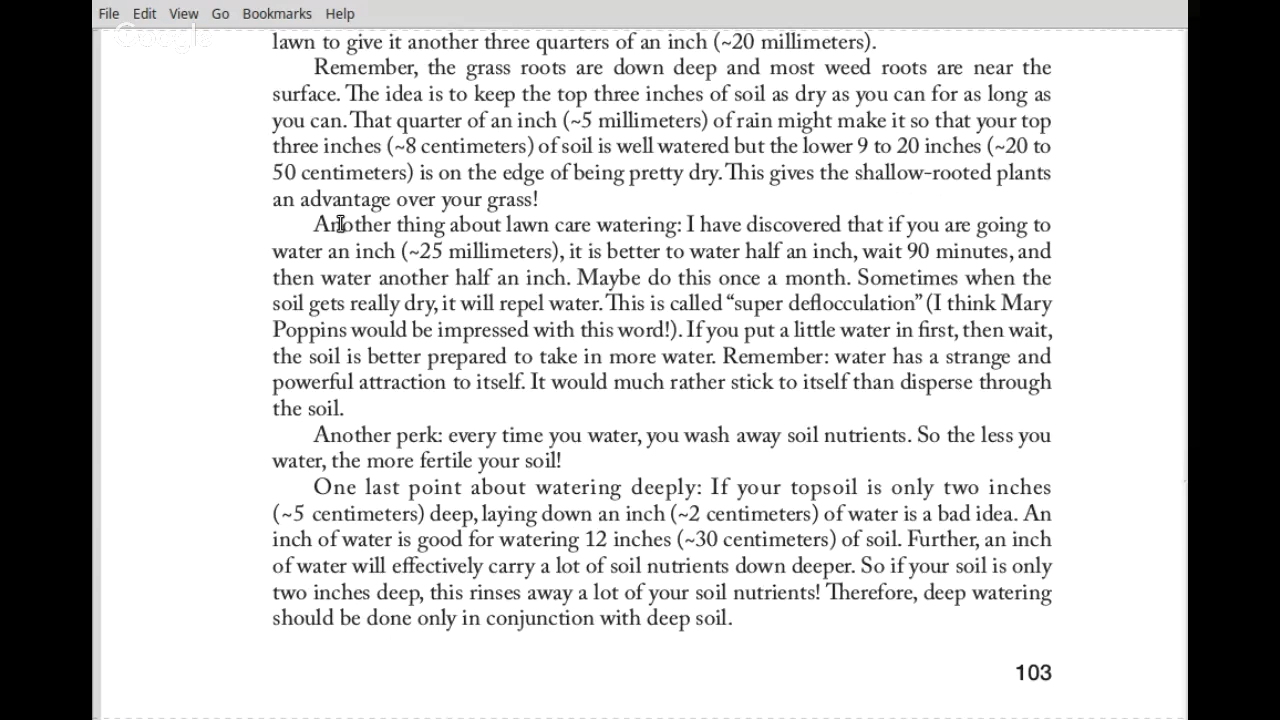 File Edit View Go Bookmarks Help
Google
lawn to give it another three quarters of an inch (~20 millimeters).
Remember, the grass roots are down deep and most weed roots are near the
surface. The idea is to keep the top three inches of soil as dry as you can for as long as
you can. That quarter of an inch (~5 millimeters) of rain might make it so that your top
three inches (~8 centimeters) of soil is well watered but the lower 9 to 20 inches (~20 to
50 centimeters) is on the edge of being pretty dry. This gives the shallow-rooted plants
an advantage over your grass!
Another thing about lawn care watering: I have discovered that if you are going to
water an inch (~25 millimeters), it is better to water half an inch, wait 90 minutes, and
then water another half an inch. Maybe do this once a month. Sometimes when the
soil gets really dry, it will repel water. This is called “super deflocculation” (I think Mary
Poppins would be impressed with this word!). If you put a little water in first, then wait,
the soil is better prepared to take in more water. Remember: water has a strange and
powerful attraction to itself. It would much rather stick to itself than disperse through
the soil.
Another perk: every time you water, you wash away soil nutrients. So the less you
water, the more fertile your soil!
One last point about watering deeply: If your topsoil is only two inches
(~5 centimeters) deep, laying down an inch (~2 centimeters) of water is a bad idea. An
inch of water is good for watering 12 inches (~30 centimeters) of soil. Further, an inch
of water will effectively carry a lot of soil nutrients down deeper. So if your soil is only
two inches deep, this rinses away a lot of your soil nutrients! Therefore, deep watering
should be done only in conjunction with deep soil.
103